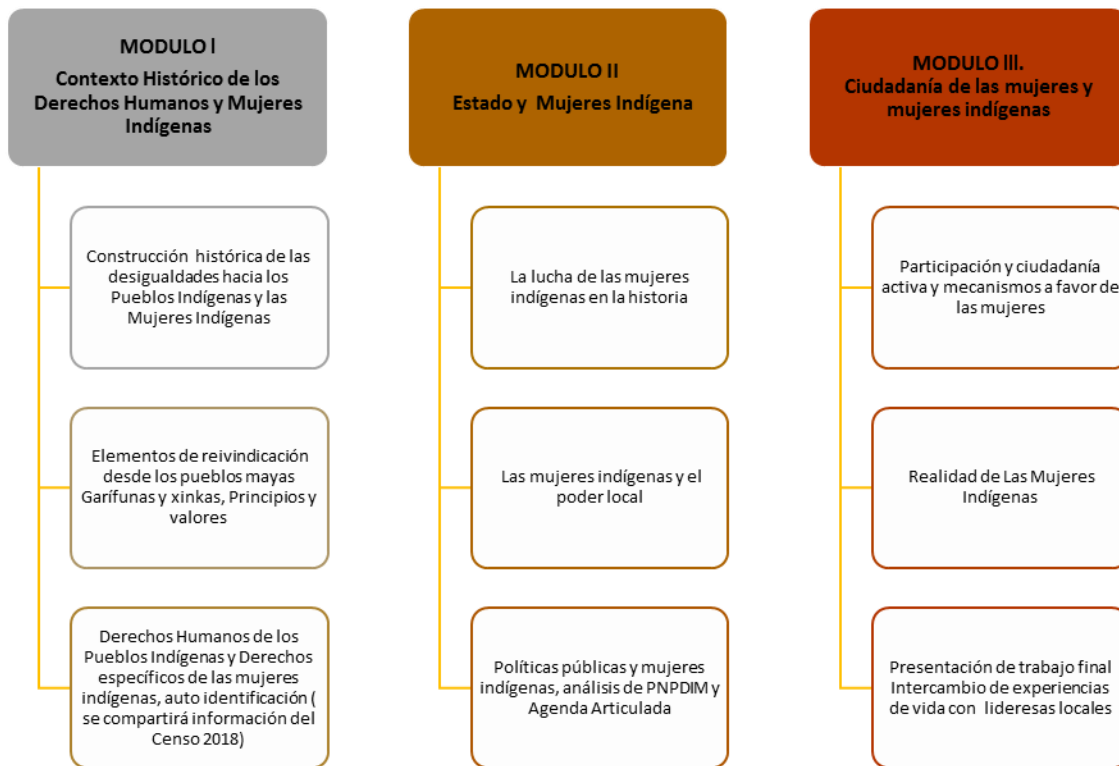 MODULO l
Contexto Histórico de los
Derechos Humanos y Mujeres
Indígenas
Construcción histórica de las
desigualdades hacia los
Pueblos Indígenas y las
Mujeres Indígenas
Elementos de reivindicación
desde los pueblos mayas
Garífunas y xinkas, Principios y
valores
Derechos Humanos de los
Pueblos Indígenas y Derechos
específicos de las mujeres
indígenas, auto identificación (
se compartirá información del
Censo 2018)
MODULO II
Estado y Mujeres Indígena
La lucha de las mujeres
indígenas en la historia
Las mujeres indígenas y el
poder local
Políticas públicas y mujeres
indígenas, análisis de PNPDIM y
Agenda Articulada
MODULO lll.
Ciudadanía de las mujeres y
mujeres indígenas
Participación y ciudadanía
activa y mecanismos a favor de
las mujeres
Realidad de Las Mujeres
Indígenas
Presentación de trabajo final
Intercambio de experiencias
de vida con lideresas locales